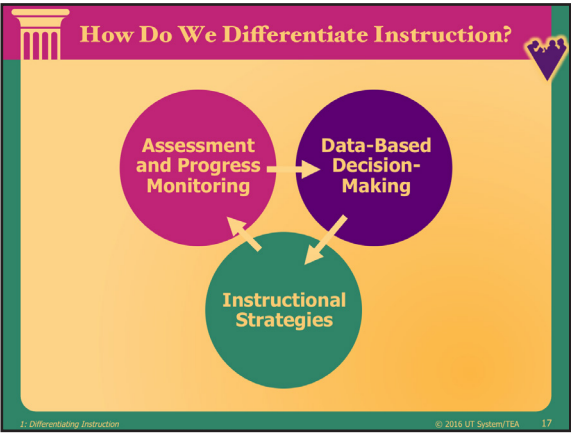 How Do We Differentiate Instruction?
Assessment
and Progress
Monitoring
Data-Based
Decision-
Making
Instructional
Strategies
1: Differentiating Instruction
© 2016 UT System/TEA
17